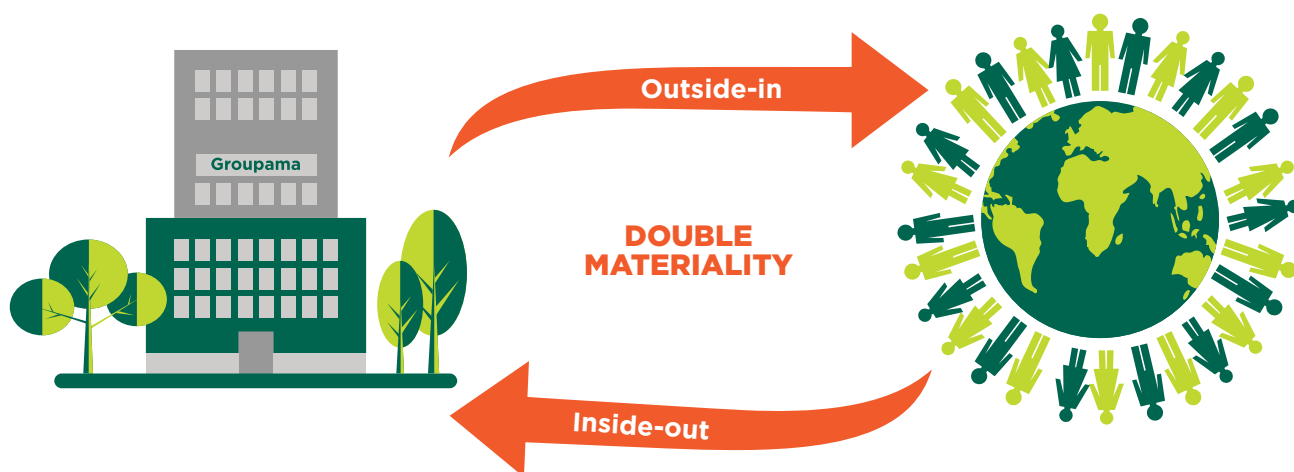 Outside-in
Groupama
DOUBLE
MATERIALITY
Inside-out